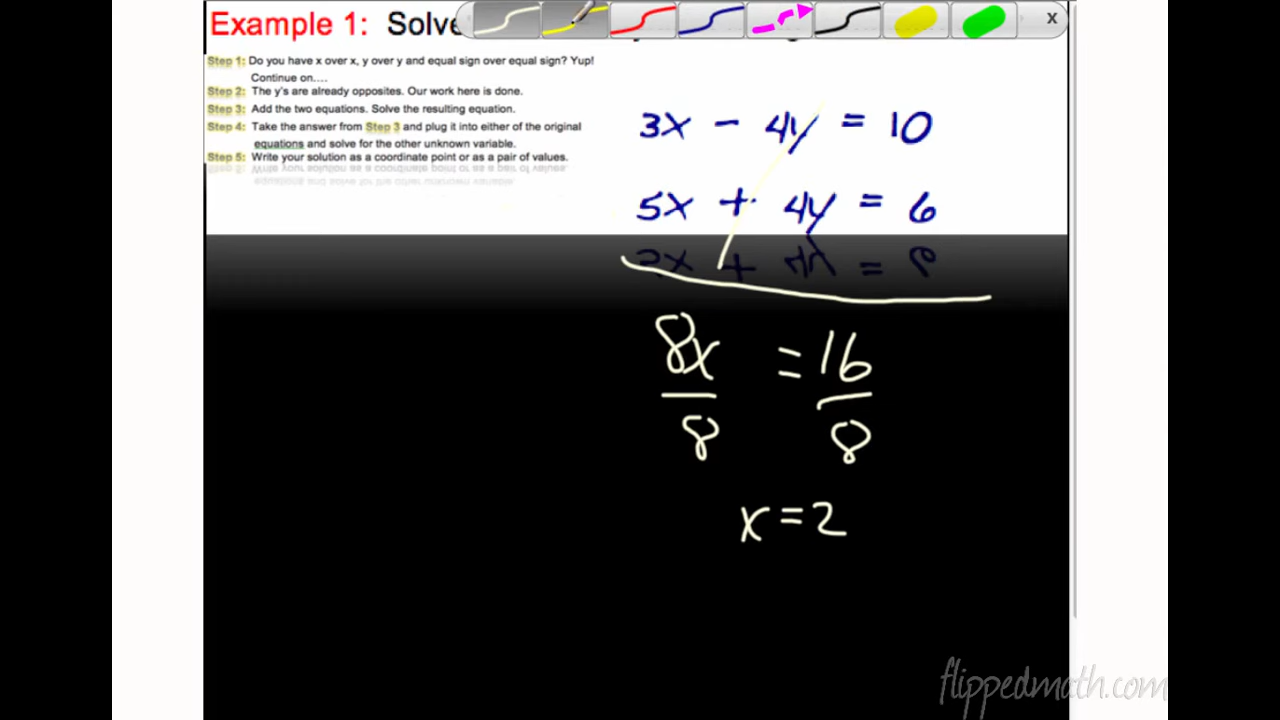 Example 1: Solve
Step 1: Do you have x over x, y over y and equal sign over equal sign? Yup!
Continue on....
Step 2: The y's are already opposites. Our work here is done.
Step 3: Add the two equations. Solve the resulting equation.
Step 4: Take the answer from Step 3 and plug it into either of the original
equations and solve for the other unknown variable.
Step 5: Write your solution as a coordinate point or as a pair of values.
3x - 4y = 10
5x + 4y = 6
8x = 16
8 8
x = 2
x
flippedmath.com